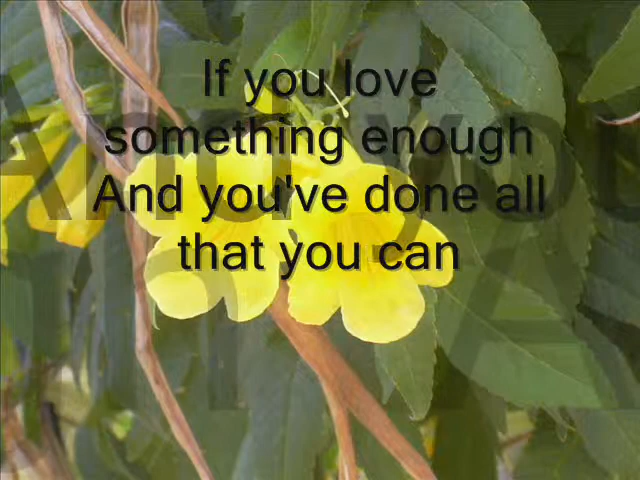 If you love
something enough
And you've done all
that you can